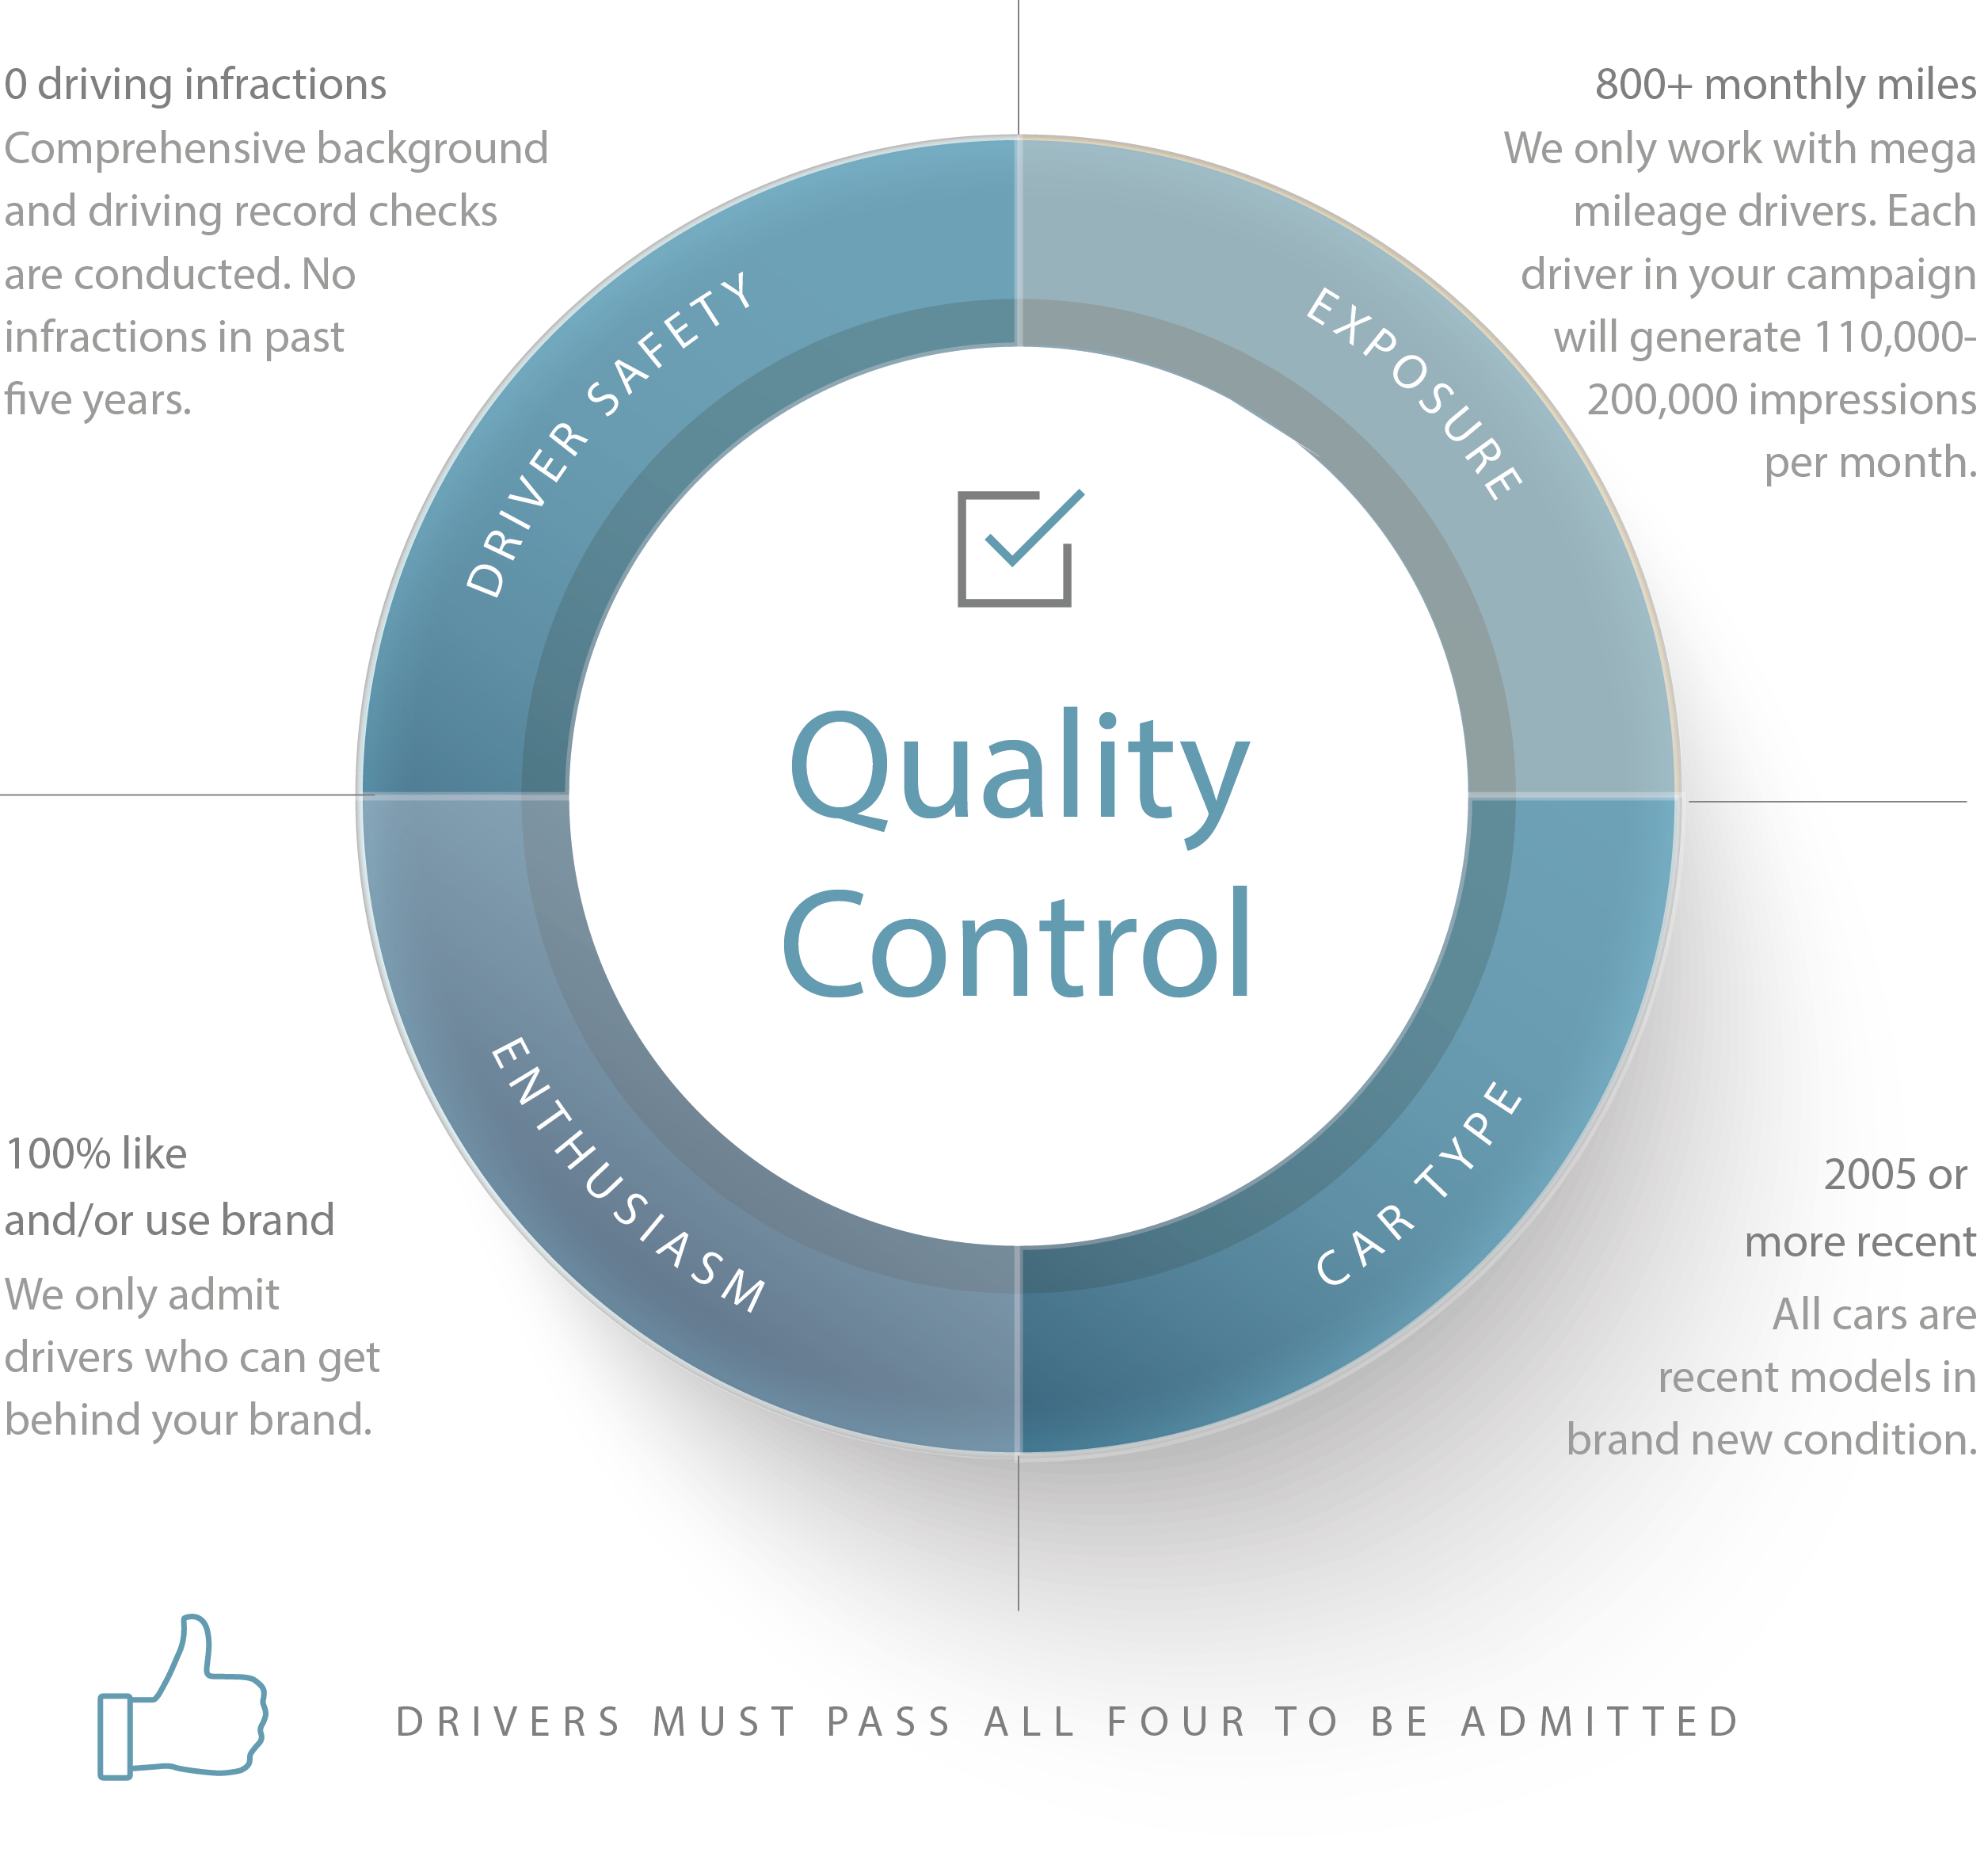 0 driving infractions
Comprehensive background
and driving record checks
are conducted. No
infractions in past
five years.
800+ monthly miles
We only work with mega
mileage drivers. Each
driver in your campaign
will generate 110,000-
200,000 impressions
per month.
DRIVER SAFETY
EXPOSURE
Quality
Control
ENTHUSIASM
CAR TYPE
100% like
and/or use brand
We only admit
drivers who can get
behind your brand.
2005 or
more recent
All cars are
recent models in
brand new condition.
DRIVERS MUST PASS ALL FOUR TO BE ADMITTED